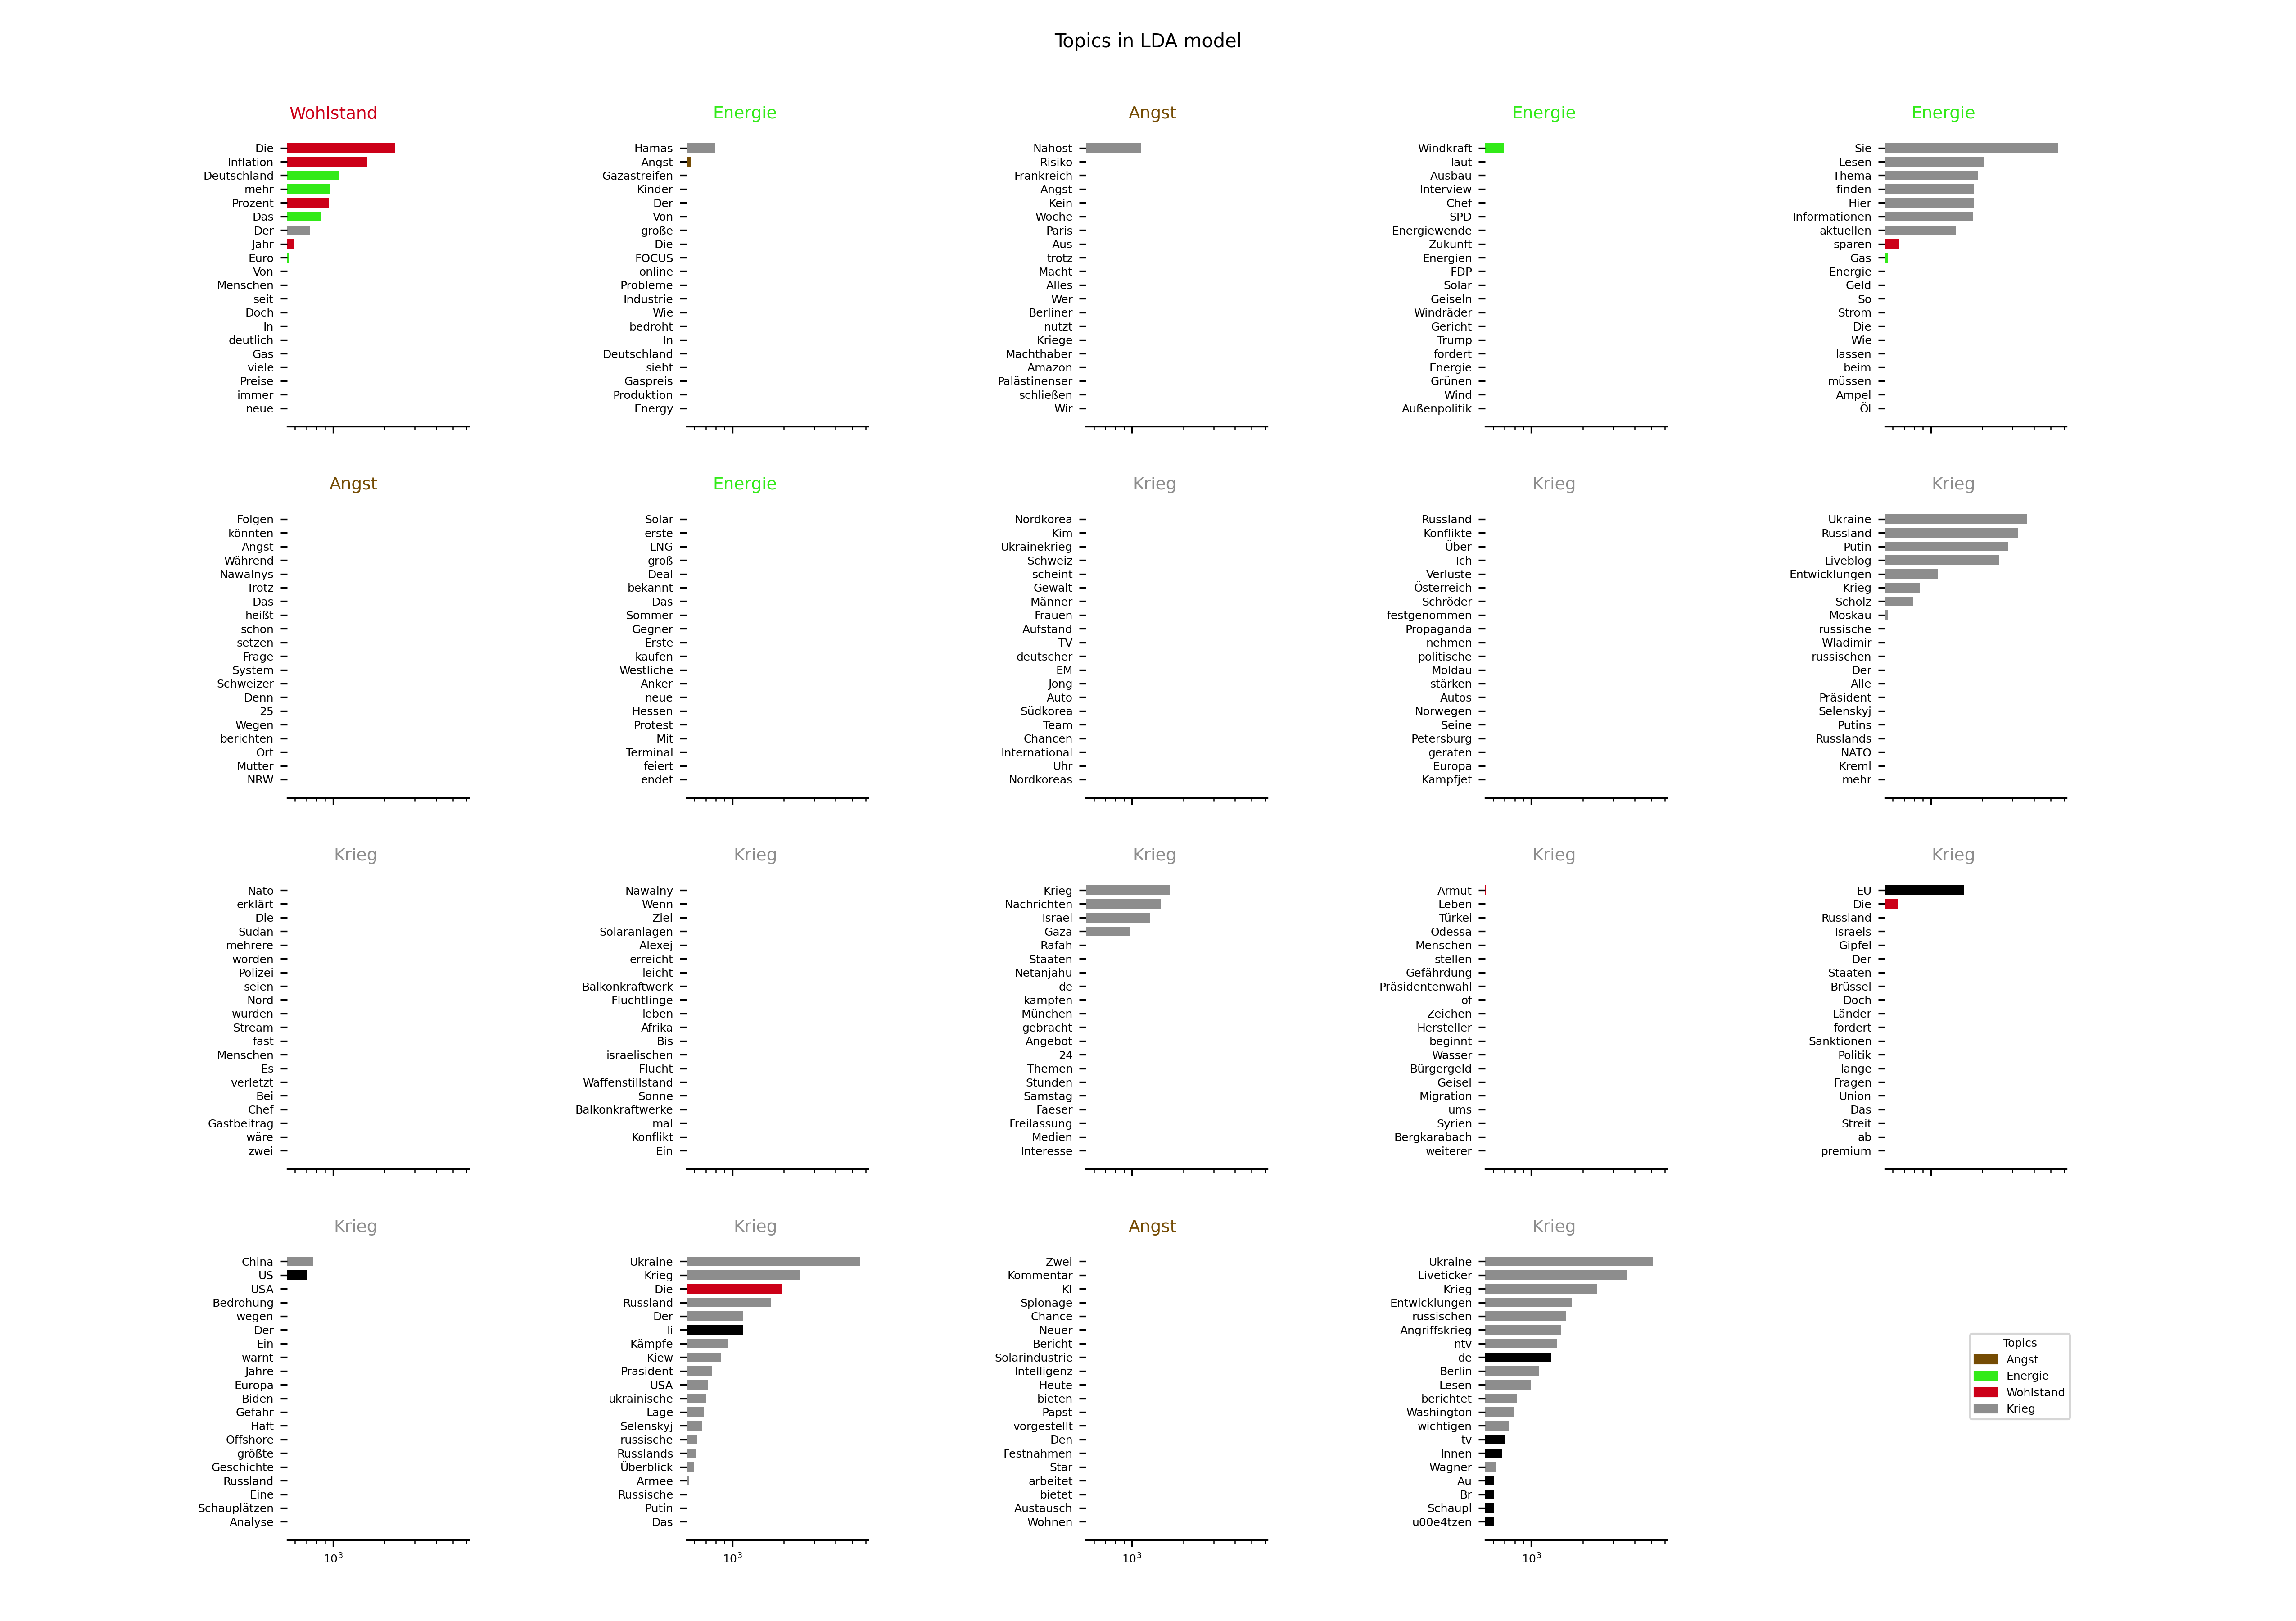 Topics in LDA model
Wohlstand
Die
Inflation
Deutschland
mehr
Prozent
Das
Der
Jahr
Euro
Von
Menschen
seit
Doch
In
deutlich
Gas
viele
Preise
immer
neue
Energie
Hamas
Angst
Gazastreifen
Kinder
Der
Von
große
Die
FOCUS
online
Probleme
Industrie
Wie
bedroht
In
Deutschland
sieht
Gaspreis
Produktion
Energy
Angst
Nahost
Risiko
Frankreich
Angst
Kein
Woche
Paris
Aus
trotz
Macht
Alles
Wer
Berliner
nutzt
Kriege
Machthaber
Amazon
Palästinenser
schließen
Wir
Energie
Windkraft
laut
Ausbau
Interview
Chef
SPD
Energiewende
Zukunft
Energien
FDP
Solar
Geiseln
Windräder
Gericht
Trump
fordert
Energie
Grünen
Wind
Außenpolitik
Energie
Sie
Lesen
Thema
finden
Hier
Informationen
aktuellen
sparen
Gas
Energie
Geld
So
Strom
Die
Wie
lassen
beim
müssen
Ampel
Öl
Angst
Folgen
könnten
Angst
Während
Nawalnys
Trotz
Das
heißt
schon
setzen
Frage
System
Schweizer
Denn
25
Wegen
berichten
Ort
Mutter
NRW
Energie
Solar
erste
LNG
groß
Deal
bekannt
Das
Sommer
Gegner
Erste
kaufen
Westliche
Anker
neue
Hessen
Protest
Mit
Terminal
feiert
endet
Krieg
Nordkorea
Kim
Ukrainekrieg
Schweiz
scheint
Gewalt
Männer
Frauen
Aufstand
TV
deutscher
EM
Jong
Auto
Südkorea
Team
Chancen
International
Uhr
Nordkoreas
Krieg
Russland
Konflikte
Über
Ich
Verluste
Österreich
Schröder
festgenommen
Propaganda
nehmen
politische
Moldau
stärken
Autos
Norwegen
Seine
Petersburg
geraten
Europa
Kampfjet
Krieg
Ukraine
Russland
Putin
Liveblog
Entwicklungen
Krieg
Scholz
Moskau
russische
Wladimir
russischen
Der
Alle
Präsident
Selenskyj
Putins
Russlands
NATO
Kreml
mehr
Krieg
Nato
erklärt
Die
Sudan
mehrere
worden
Polizei
seien
Nord
wurden
Stream
fast
Menschen
Es
verletzt
Bei
Chef
Gastbeitrag
wäre
zwei
Krieg
Nawalny
Wenn
Ziel
Solaranlagen
Alexej
erreicht
leicht
Balkonkraftwerk
Flüchtlinge
leben
Afrika
Bis
israelischen
Flucht
Waffenstillstand
Sonne
Balkonkraftwerke
mal
Konflikt
Ein
Krieg
Krieg
Nachrichten
Israel
Gaza
Rafah
Staaten
Netanjahu
de
kämpfen
München
gebracht
Angebot
24
Themen
Stunden
Samstag
Faeser
Freilassung
Medien
Interesse
Krieg
Armut
Leben
Türkei
Odessa
Menschen
stellen
Gefährdung
Präsidentenwahl
of
Zeichen
Hersteller
beginnt
Wasser
Bürgergeld
Geisel
Migration
ums
Syrien
Bergkarabach
weiterer
Krieg
EU
Die
Russland
Israels
Gipfel
Der
Staaten
Brüssel
Doch
Länder
fordert
Sanktionen
Politik
lange
Fragen
Union
Das
Streit
ab
premium
Krieg
China
US
USA
Bedrohung
wegen
Der
Ein
warnt
Jahre
Europa
Biden
Gefahr
Haft
Offshore
größte
Geschichte
Russland
Eine
Schauplätzen
Analyse
10³
Krieg
Ukraine
Krieg
Die
Russland
Der
li
Kämpfe
Kiew
Präsident
USA
ukrainische
Lage
Selenskyj
russische
Russlands
Überblick
Armee
Russische
Putin
Das
10³
Angst
Zwei
Kommentar
KI
Spionage
Chance
Neuer
Bericht
Solarindustrie
Intelligenz
Heute
bieten
Papst
vorgestellt
Den
Festnahmen
Star
arbeitet
bietet
Austausch
Wohnen
10³
Krieg
Ukraine
Liveticker
Krieg
Entwicklungen
russischen
Angriffskrieg
ntv
de
Berlin
Lesen
berichtet
Washington
wichtigen
tv
Innen
Wagner
Au
Br
Schaupl
u00e4tzen
10³
Topics
Angst
Energie
Wohlstand
Krieg